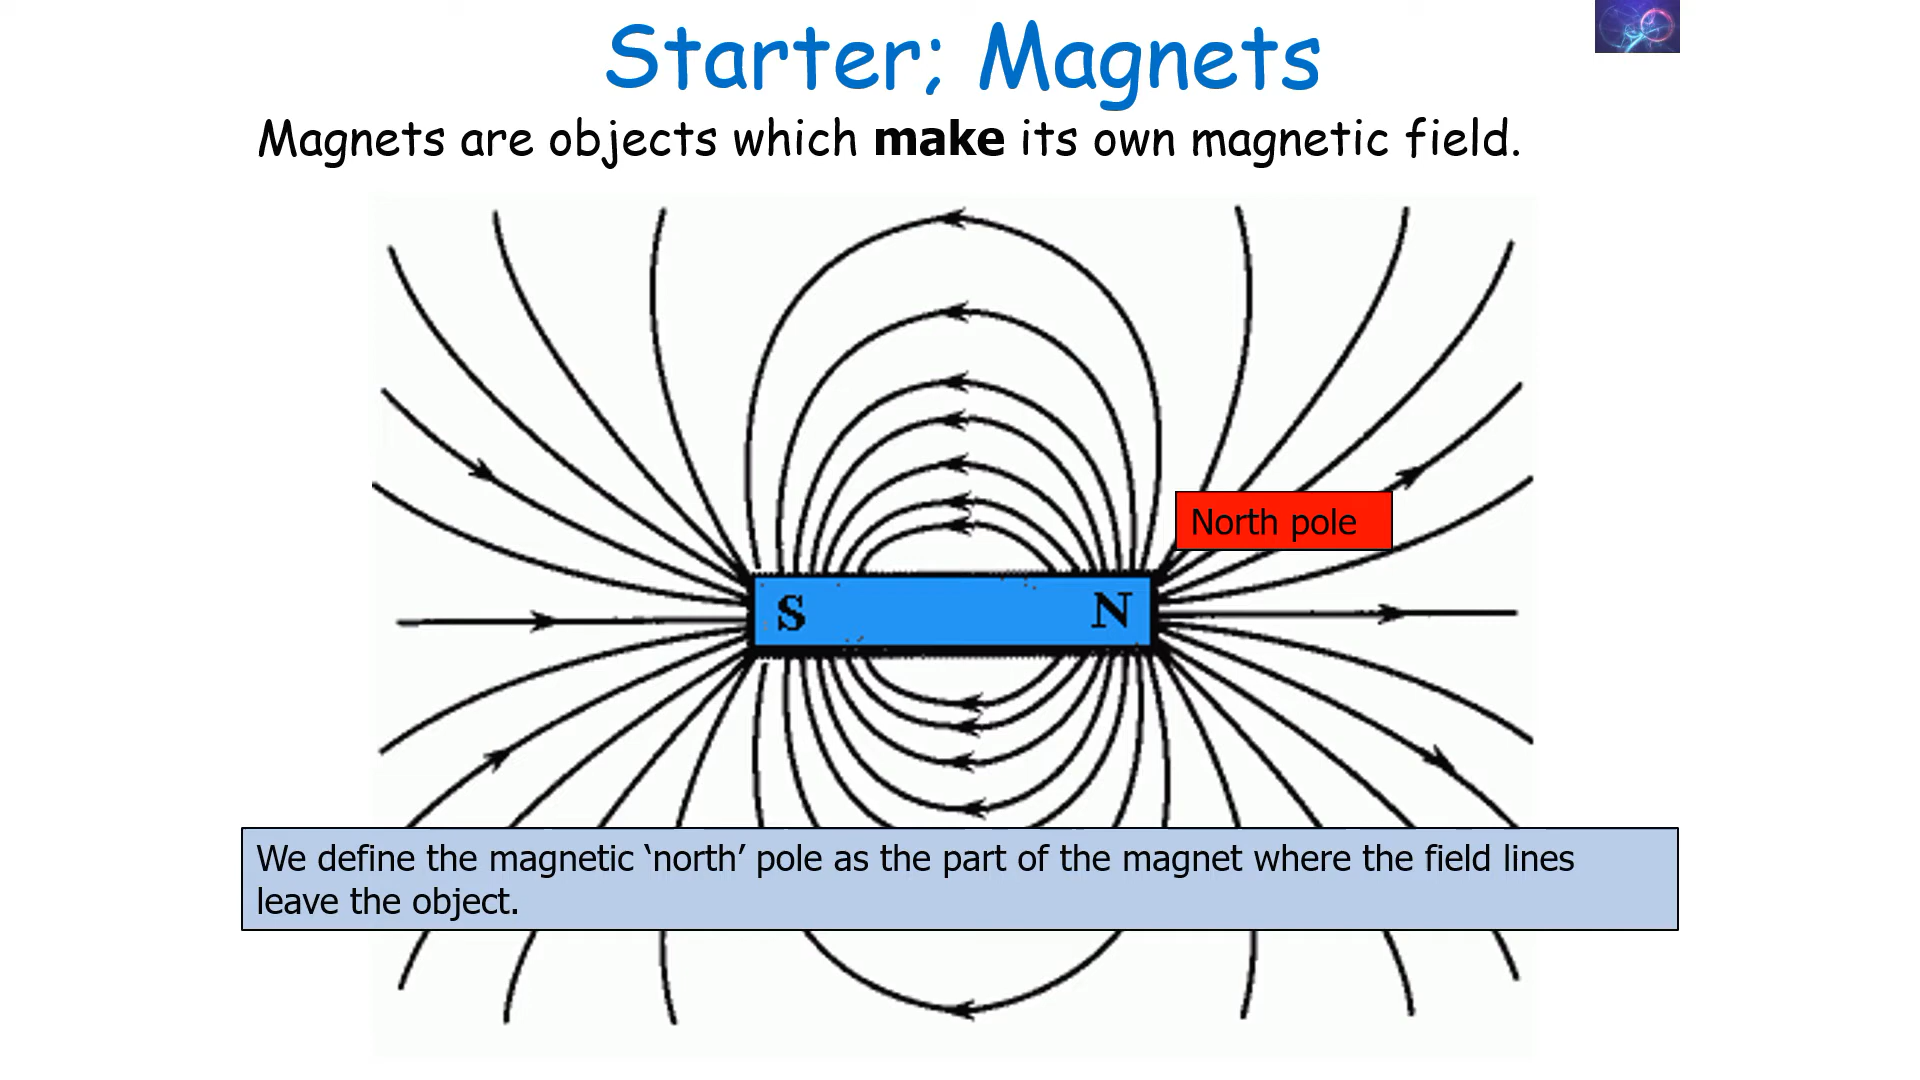 Starter; Magnets
Magnets are objects which make its own magnetic field.
North pole
S
N
We define the magnetic ‘north’ pole as the part of the magnet where the field lines
leave the object.